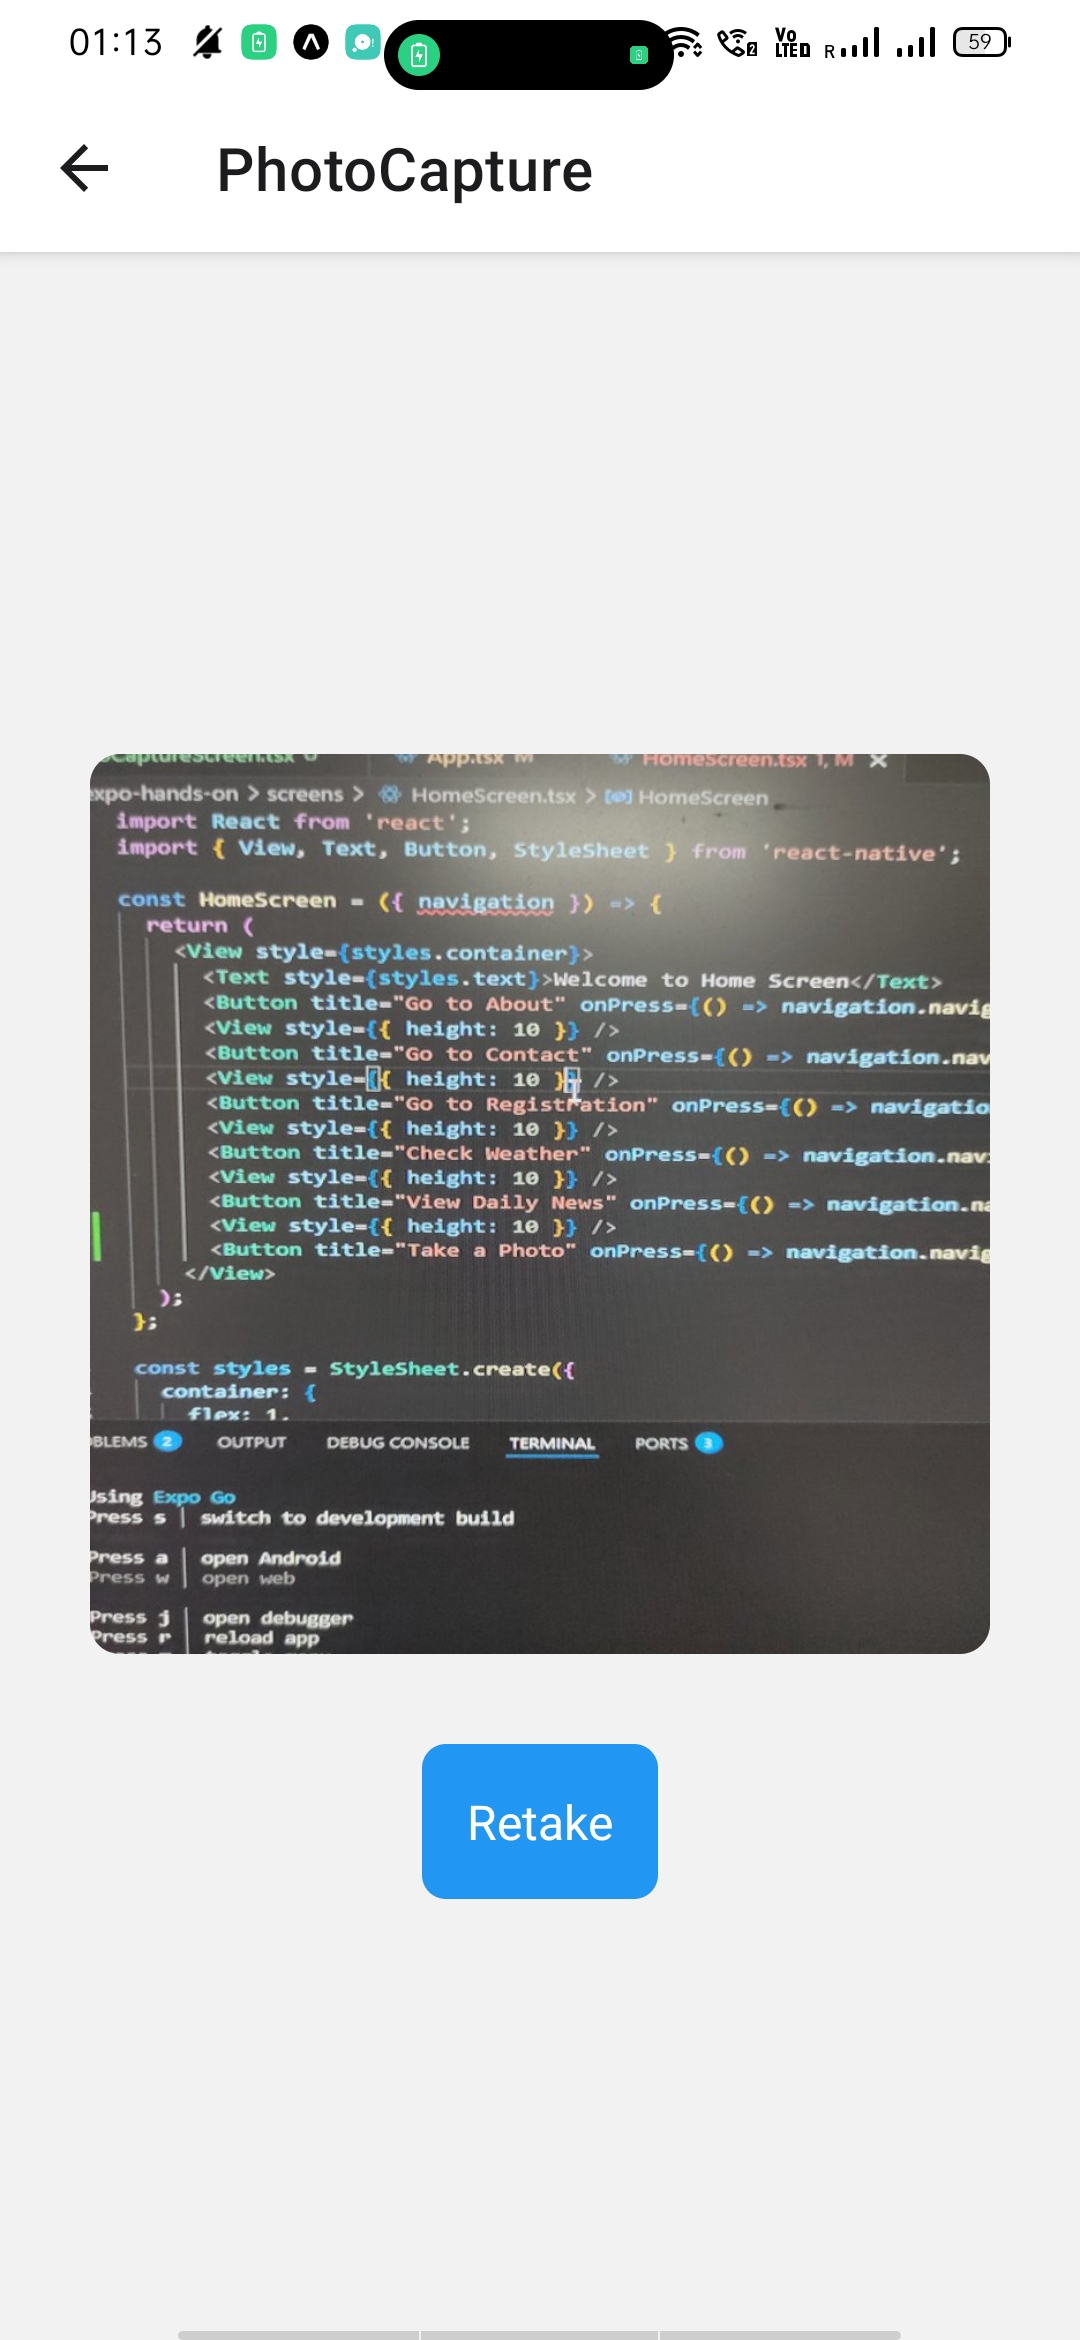 01:13
2
Vo
LTED
R
59
PhotoCapture
CaptureScreen.tsx U
App.tsx M
HomeScreen.tsx 1, M
xpo-hands-on > screens > HomeScreen.tsx > HomeScreen
import React from 'react';
import { View, Text, Button, StyleSheet } from 'react-native';
const HomeScreen = ({ navigation }) => {
return (
<View style={styles.container}>
<Text style={styles.text}>Welcome to Home Screen</Text>
<Button title="Go to About" onPress={() => navigation.navig
<View style={{ height: 10 }} />
<Button title="Go to Contact" onPress={() => navigation.nav
<View style={{ height: 10 }} />
<Button title="Go to Registration" onPress={() => navigatio
<View style={{ height: 10 }} />
<Button title="Check Weather" onPress={() => navigation.nav
<View style={{ height: 10 }} />
<Button title="View Daily News" onPress={() => navigation.na
<View style={{ height: 10 }} />
<Button title="Take a Photo" onPress={() => navigation.navig
</View>
);
};
const styles = StyleSheet.create({
container: {
flex: 1,
BLEMS 2 OUTPUT DEBUG CONSOLE TERMINAL PORTS 3
Using Expo Go
Press s | switch to development build
Press a | open Android
Press w | open web
Press j | open debugger
Press r | reload app
Retake